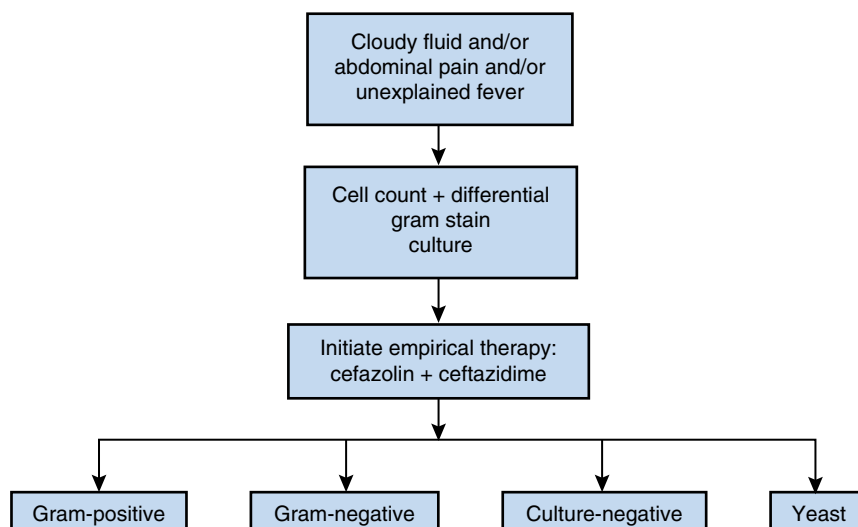 Cloudy fluid and/or
abdominal pain and/or
unexplained fever
Cell count + differential
gram stain
culture
Initiate empirical therapy:
cefazolin + ceftazidime
Gram-positive
Gram-negative
Culture-negative
Yeast